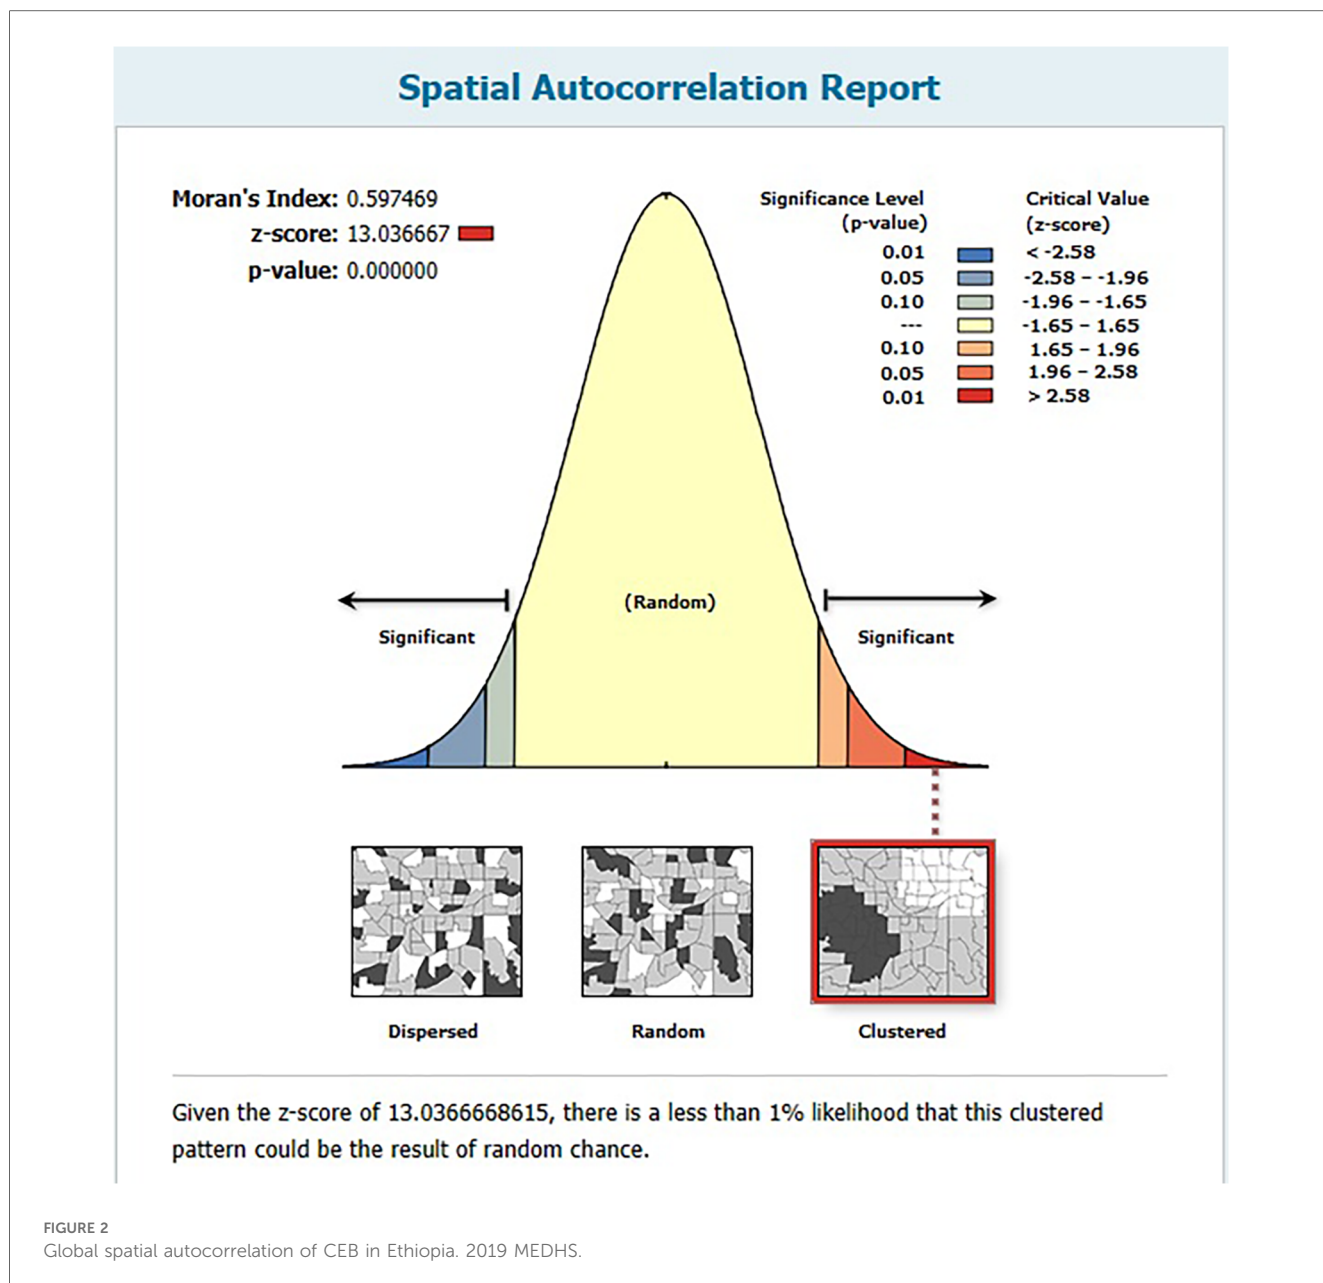 Spatial Autocorrelation Report
Moran's Index: 0.597469
z-score: 13.036667
p-value: 0.000000
Significance Level (p-value) Critical Value (z-score)
0.01 < -2.58
0.05 -2.58 – -1.96
0.10 -1.96 – -1.65
--- -1.65 – 1.65
0.10 1.65 – 1.96
0.05 1.96 – 2.58
0.01 > 2.58
(Random)
Significant Significant
Dispersed Random Clustered
Given the z-score of 13.0366668615, there is a less than 1% likelihood that this clustered
pattern could be the result of random chance.
FIGURE 2
Global spatial autocorrelation of CEB in Ethiopia. 2019 MEDHS.